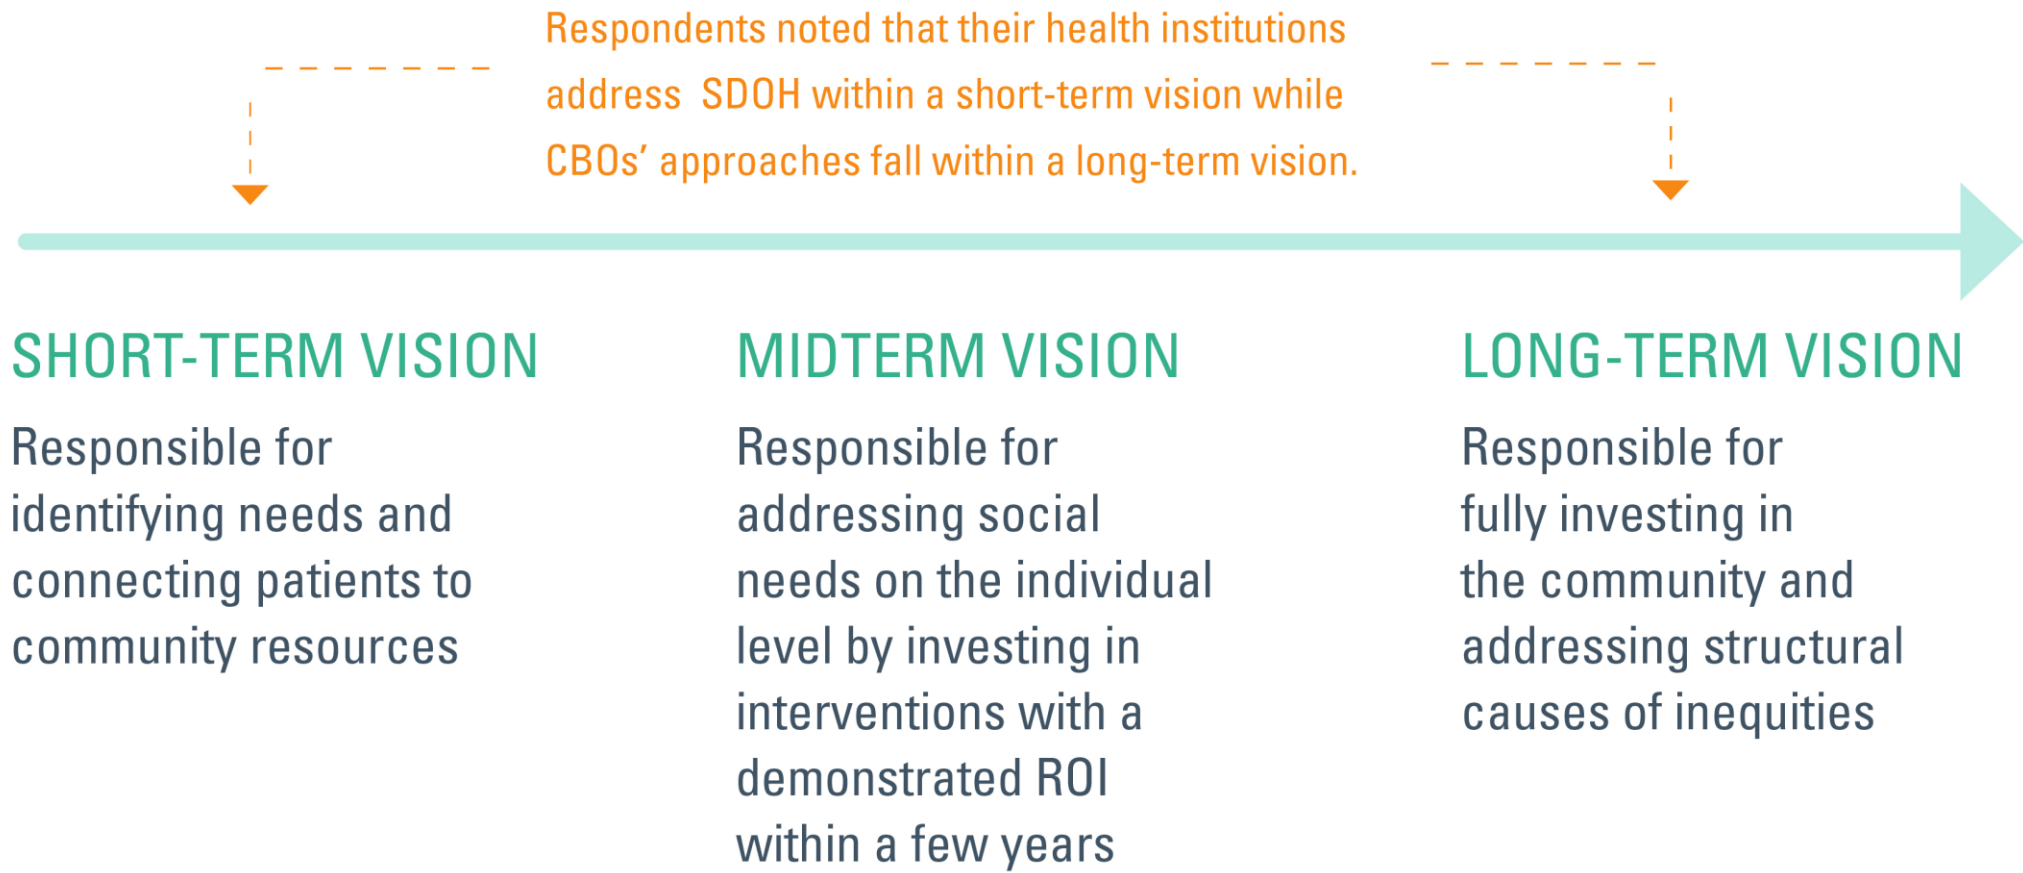 Respondents noted that their health institutions
address SDOH within a short-term vision while
CBOs’ approaches fall within a long-term vision.
SHORT-TERM VISION
Responsible for
identifying needs and
connecting patients to
community resources
MIDTERM VISION
Responsible for
addressing social
needs on the individual
level by investing in
interventions with a
demonstrated ROI
within a few years
LONG-TERM VISION
Responsible for
fully investing in
the community and
addressing structural
causes of inequities